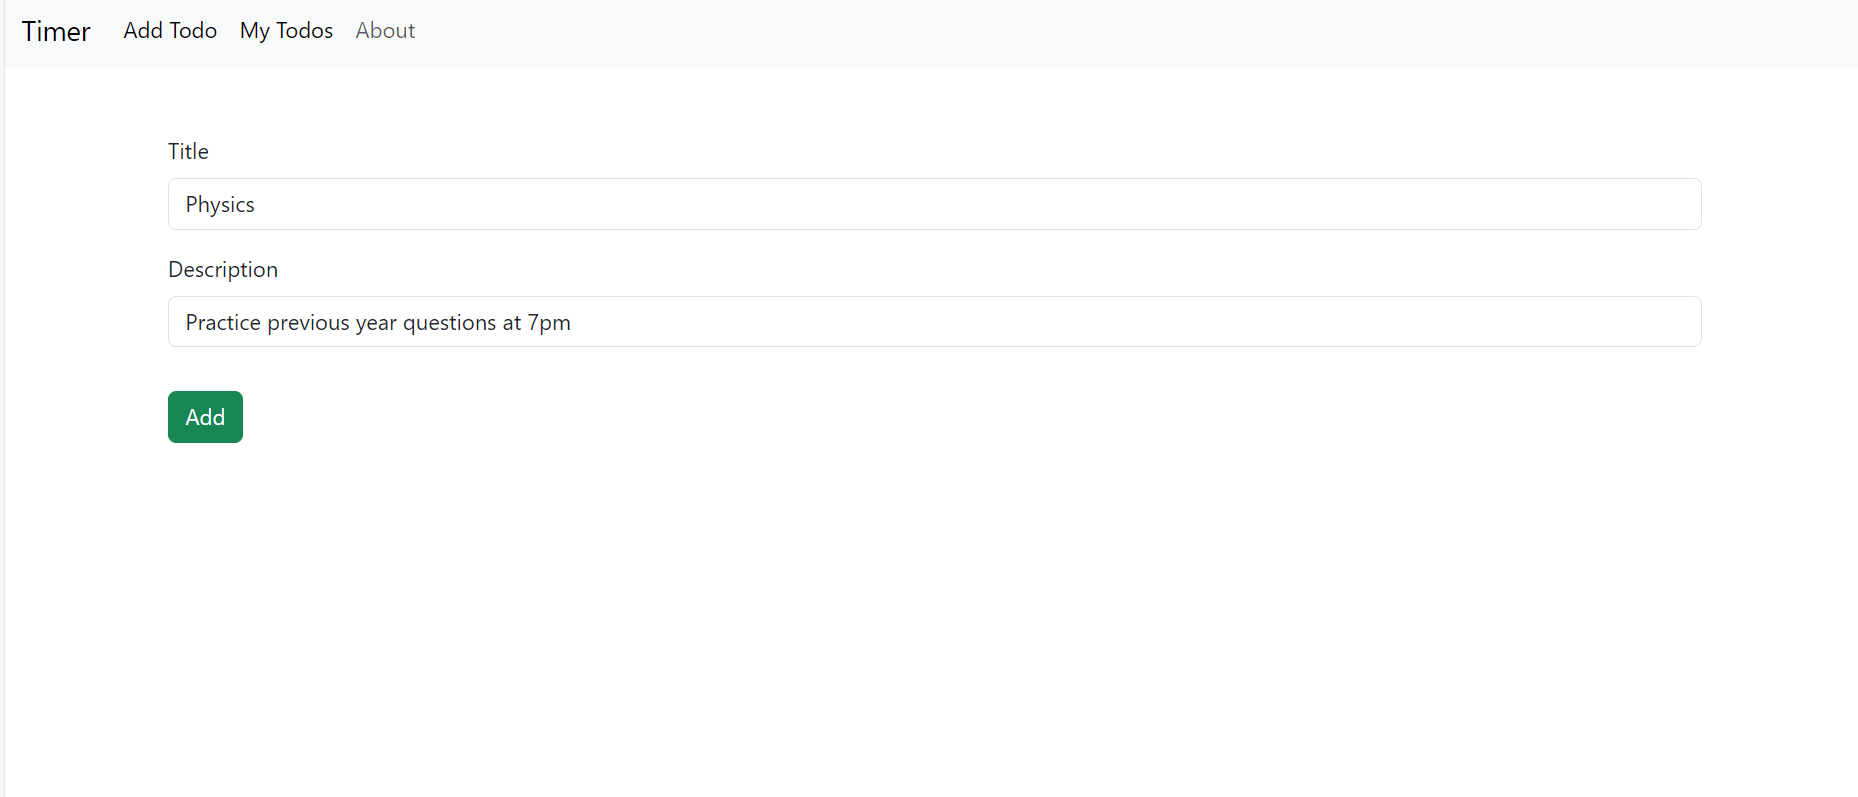 Timer Add Todo My Todos About
Title
Physics
Description
Practice previous year questions at 7pm
Add